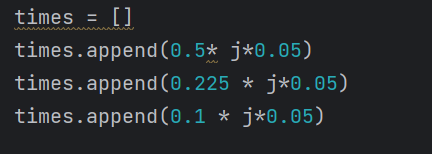 times = []
times.append(0.5* j*0.05)
times.append(0.225 * j*0.05)
times.append(0.1 * j*0.05)